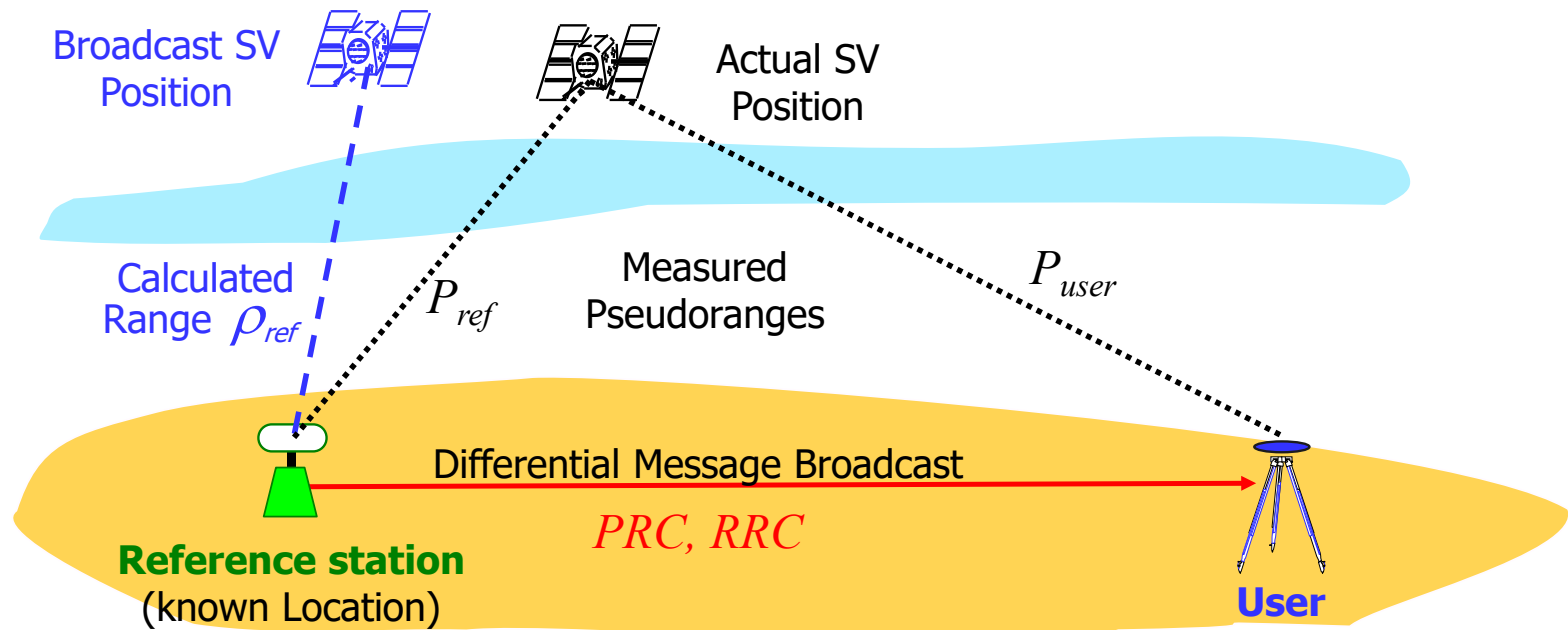 Broadcast SV
Position
Actual SV
Position
Calculated
Range ρref
Pref
Measured
Pseudoranges
Puser
Differential Message Broadcast
PRC, RRC
Reference station
(known Location)
User